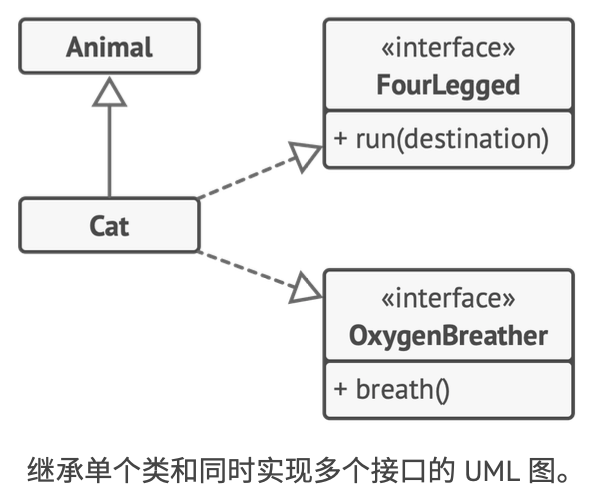 Animal
«interface»
FourLegged
+ run(destination)
Cat
«interface»
OxygenBreather
+ breath()
继承单个类和同时实现多个接口的 UML 图。